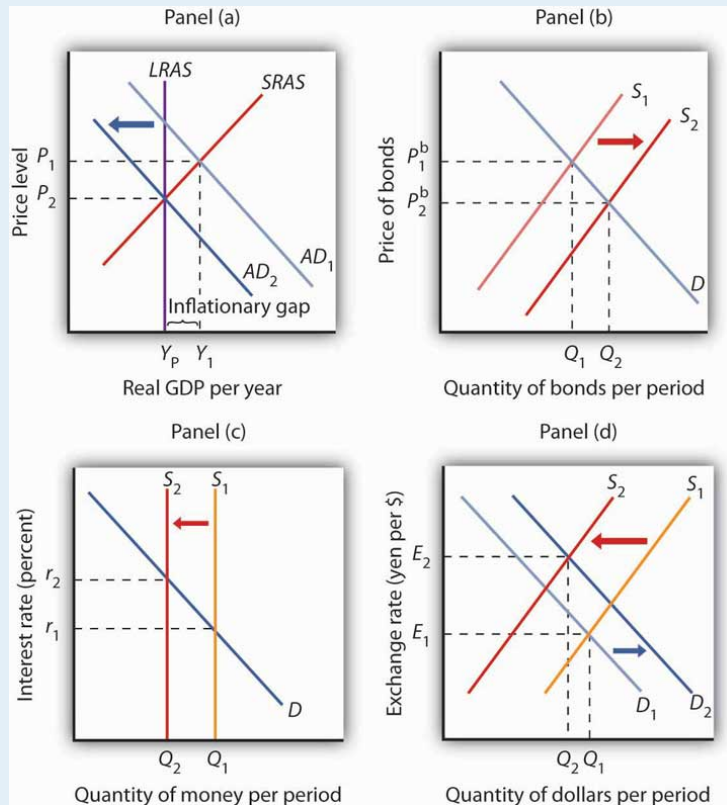 Panel (a)
Price level
LRAS
SRAS
P1
P2
AD1
AD2
Inflationary gap
YP
Y1
Real GDP per year
Panel (b)
Price of bonds
S1
S2
Pb1
Pb2
D
Q1
Q2
Quantity of bonds per period
Panel (c)
Interest rate (percent)
S2
S1
r2
r1
D
Q2
Q1
Quantity of money per period
Panel (d)
Exchange rate (yen per $)
S2
S1
E2
E1
D1
D2
Q2
Q1
Quantity of dollars per period